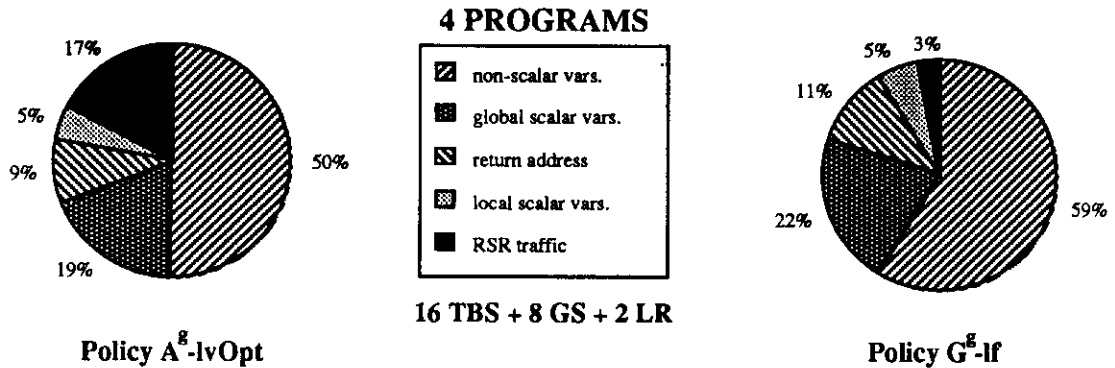 4 PROGRAMS
17%
5%
9%
19%
50%
non-scalar vars.
global scalar vars.
return address
local scalar vars.
RSR traffic
5%
3%
11%
22%
59%
16 TBS + 8 GS + 2 LR
Policy A^g-lvOpt
Policy G^g-lf